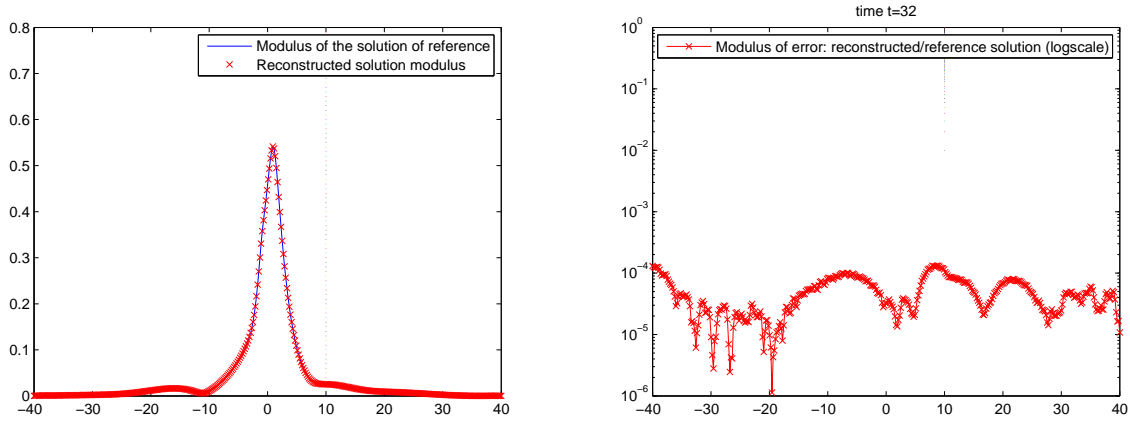 time t=32
Modulus of the solution of reference
Reconstructed solution modulus
0.8
0.7
0.6
0.5
0.4
0.3
0.2
0.1
0
−40 −30 −20 −10 0 10 20 30 40
Modulus of error: reconstructed/reference solution (logscale)
10^0
10^−1
10^−2
10^−3
10^−4
10^−5
10^−6
−40 −30 −20 −10 0 10 20 30 40